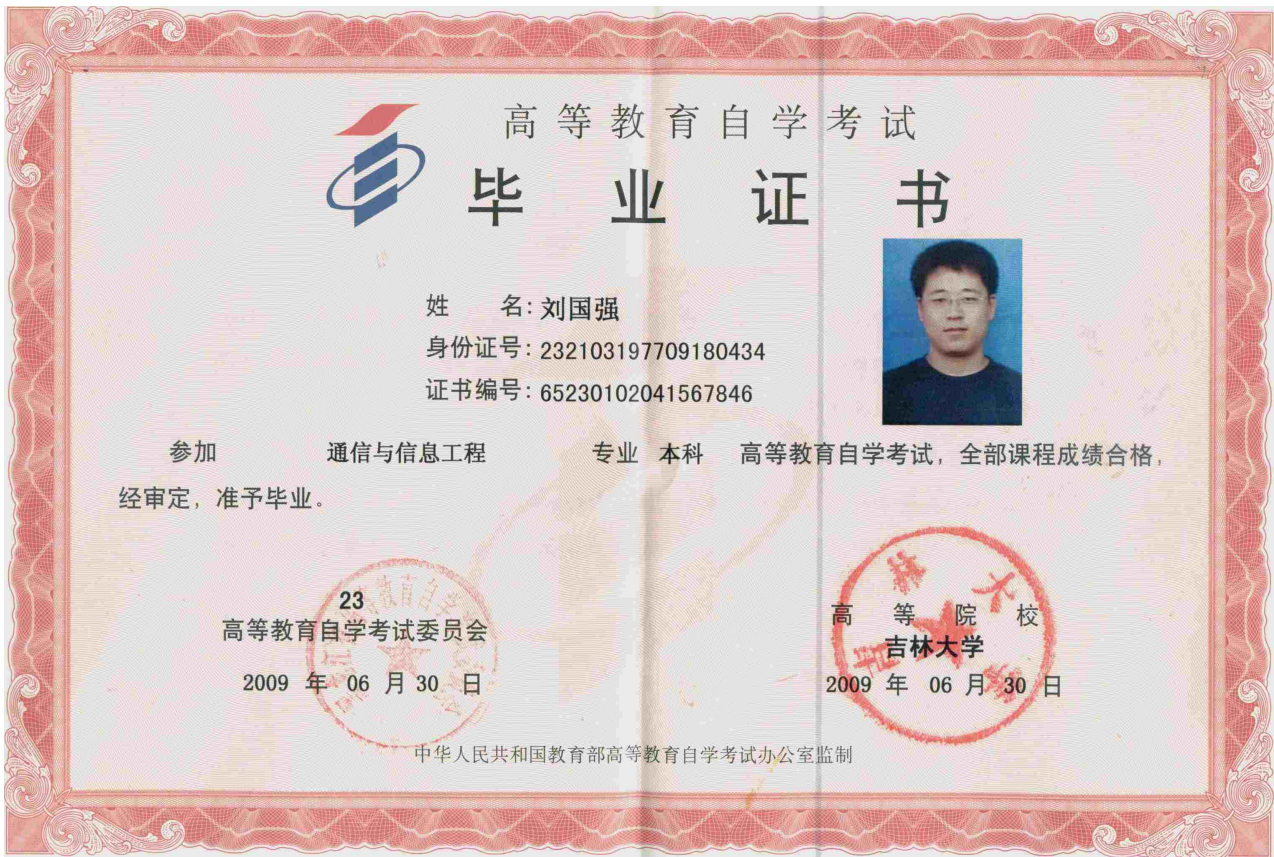 高等教育自学考试
毕业证书
姓 名: 刘国强
身份证号: 232103197709180434
证书编号: 65230102041567846
参加 通信与信息工程 专业 本科 高等教育自学考试, 全部课程成绩合格,
经审定, 准予毕业。
23
高等教育自学考试委员会
2009 年 06 月 30 日
高等院校
吉林大学
2009 年 06 月 30 日
中华人民共和国教育部高等教育自学考试办公室监制